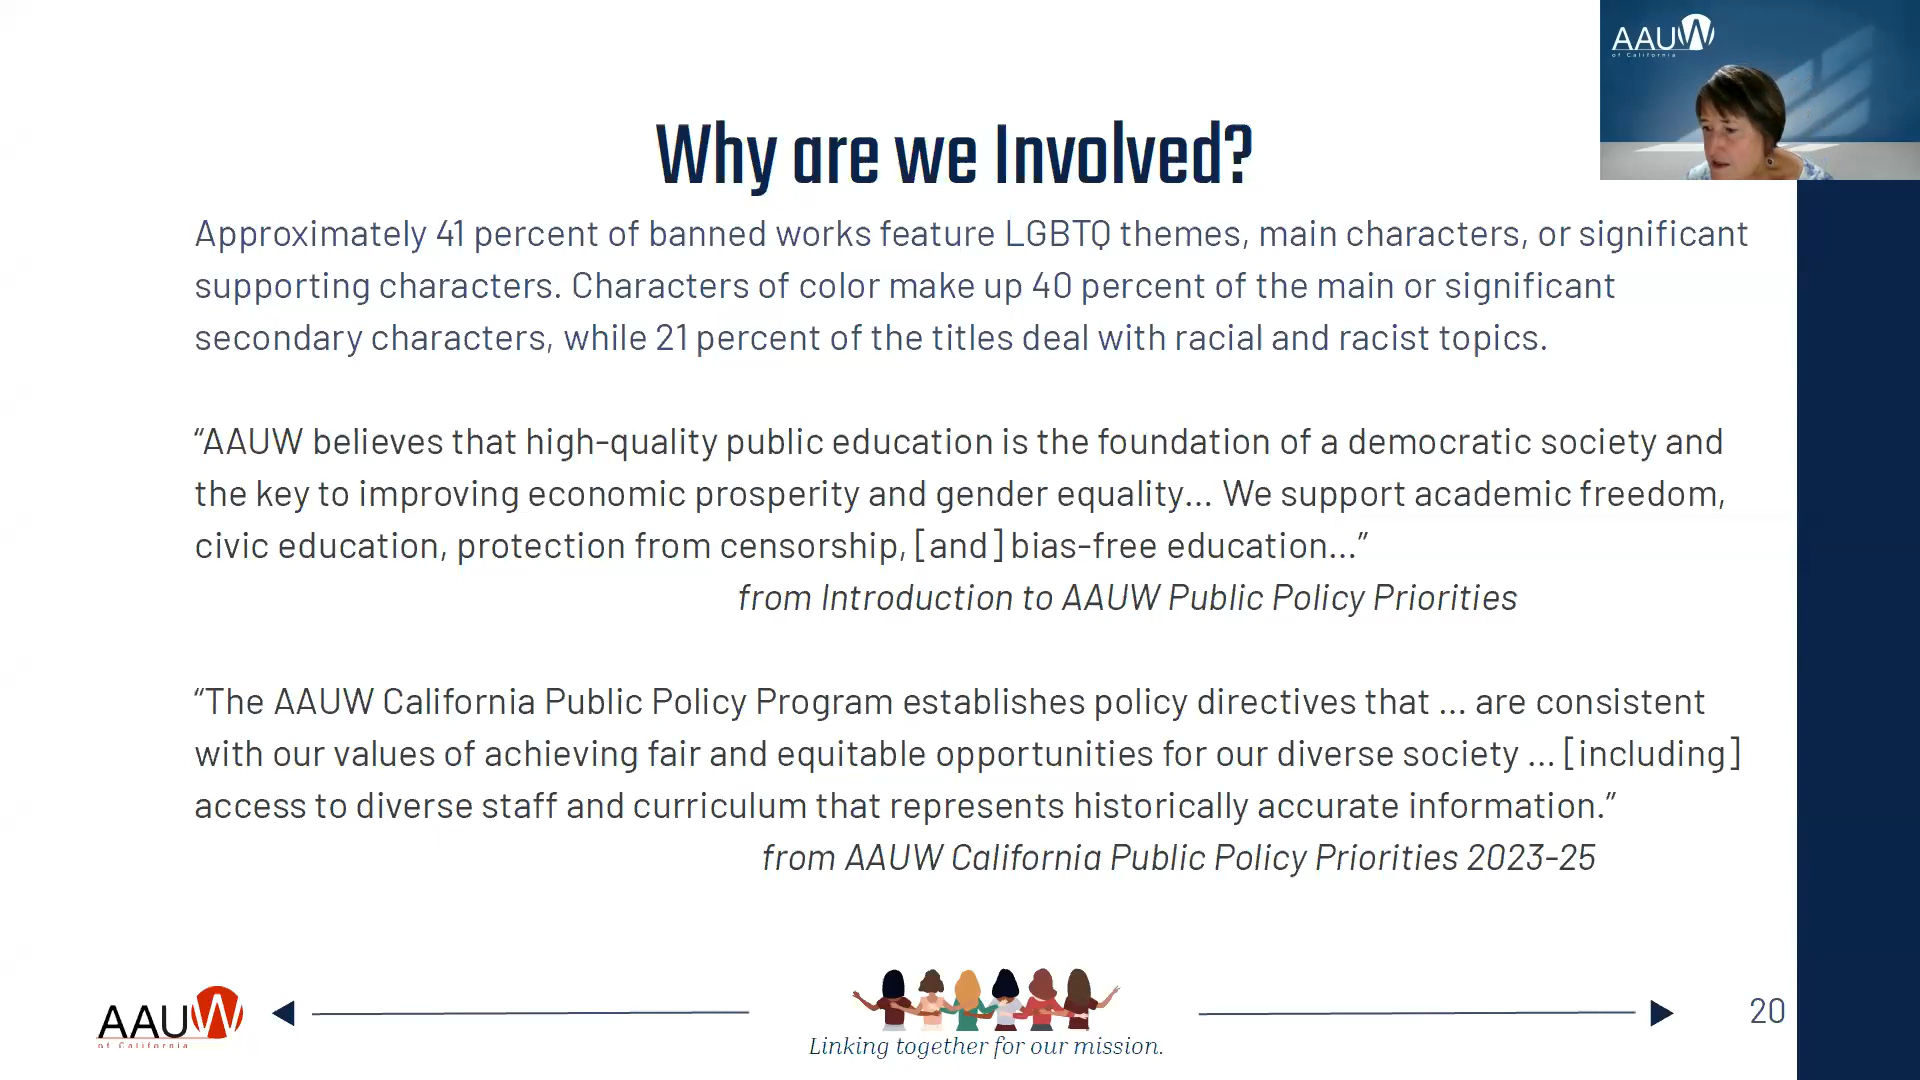 AAUW
of California
Why are we Involved?
Approximately 41 percent of banned works feature LGBTQ themes, main characters, or significant
supporting characters. Characters of color make up 40 percent of the main or significant
secondary characters, while 21 percent of the titles deal with racial and racist topics.
“AAUW believes that high-quality public education is the foundation of a democratic society and
the key to improving economic prosperity and gender equality... We support academic freedom,
civic education, protection from censorship, [and] bias-free education...”
from Introduction to AAUW Public Policy Priorities
“The AAUW California Public Policy Program establishes policy directives that ... are consistent
with our values of achieving fair and equitable opportunities for our diverse society ... [including]
access to diverse staff and curriculum that represents historically accurate information.”
from AAUW California Public Policy Priorities 2023-25
AAUW
of California
Linking together for our mission.
20